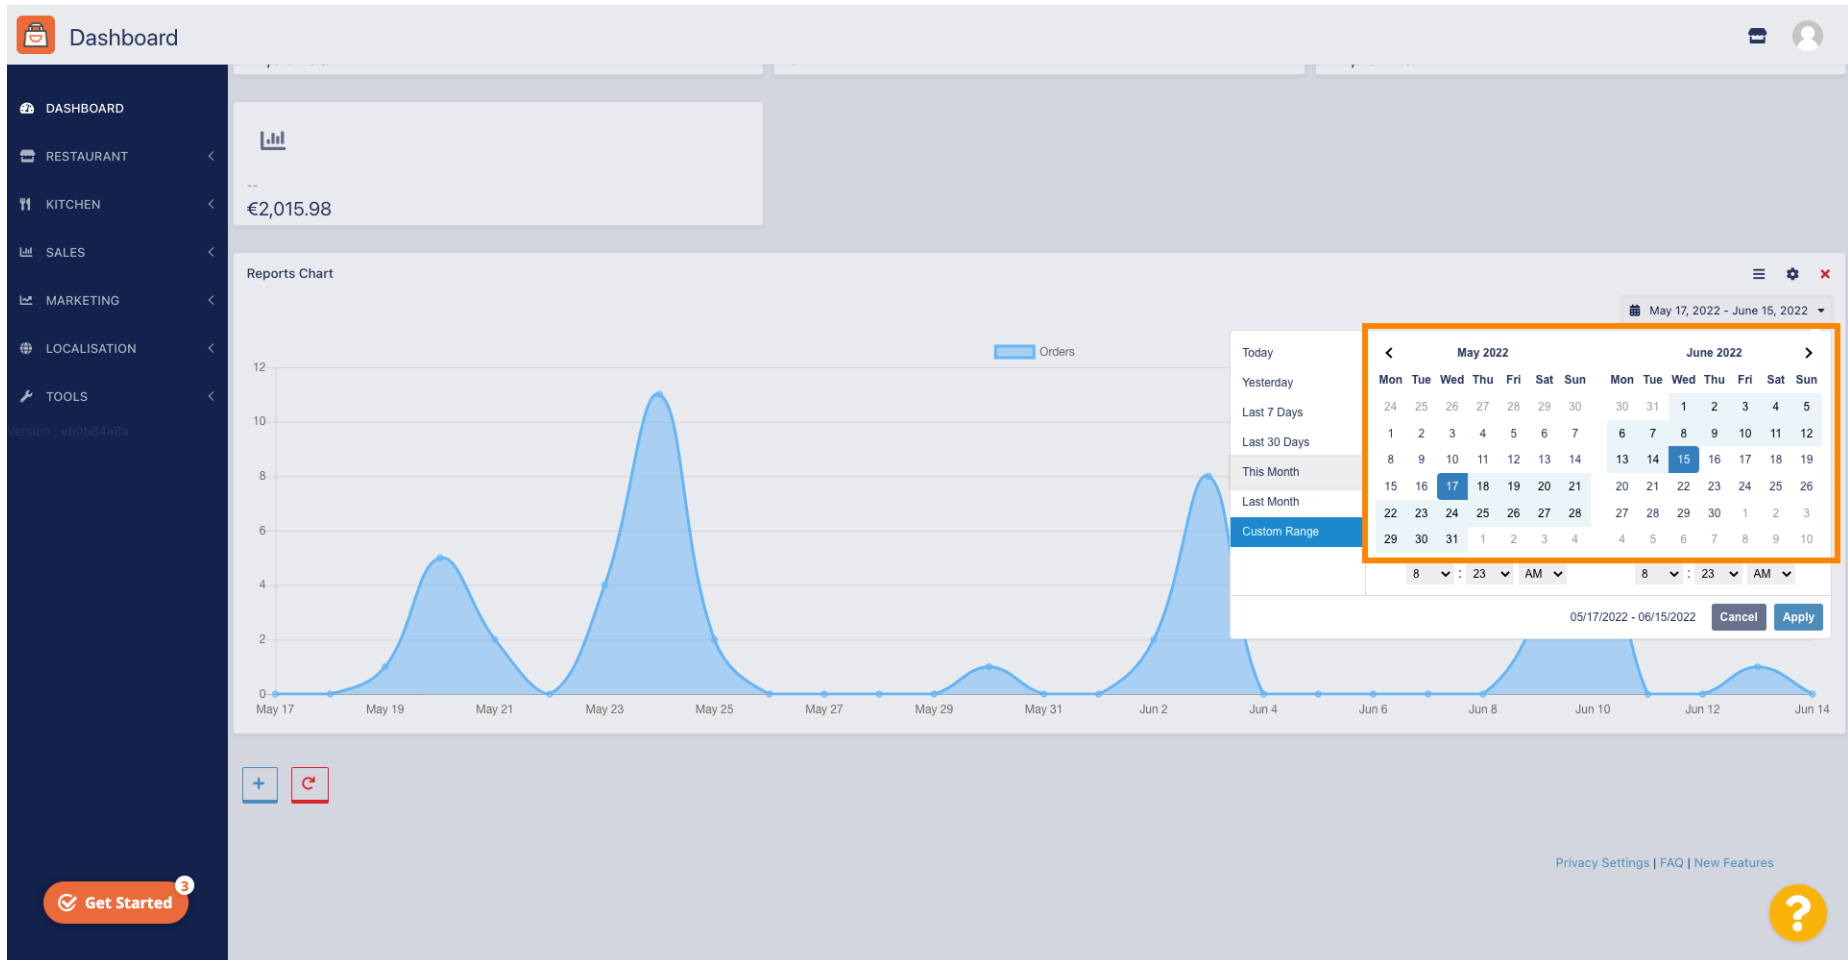 Dashboard
DASHBOARD
RESTAURANT
KITCHEN
SALES
MARKETING
LOCALISATION
TOOLS
Version : eb0b84a8a
--
€2,015.98
Reports Chart
May 17, 2022 - June 15, 2022
Orders
12
10
8
6
4
2
0
May 17 May 19 May 21 May 23 May 25 May 27 May 29 May 31 Jun 2 Jun 4 Jun 6 Jun 8 Jun 10 Jun 12 Jun 14
Today
Yesterday
Last 7 Days
Last 30 Days
This Month
Last Month
Custom Range
May 2022
Mon Tue Wed Thu Fri Sat Sun
24 25 26 27 28 29 30
1 2 3 4 5 6 7
8 9 10 11 12 13 14
15 16 17 18 19 20 21
22 23 24 25 26 27 28
29 30 31 1 2 3 4
8 : 23 AM
June 2022
Mon Tue Wed Thu Fri Sat Sun
30 31 1 2 3 4 5
6 7 8 9 10 11 12
13 14 15 16 17 18 19
20 21 22 23 24 25 26
27 28 29 30 1 2 3
4 5 6 7 8 9 10
8 : 23 AM
05/17/2022 - 06/15/2022 Cancel Apply
Privacy Settings | FAQ | New Features
Get Started 3
?